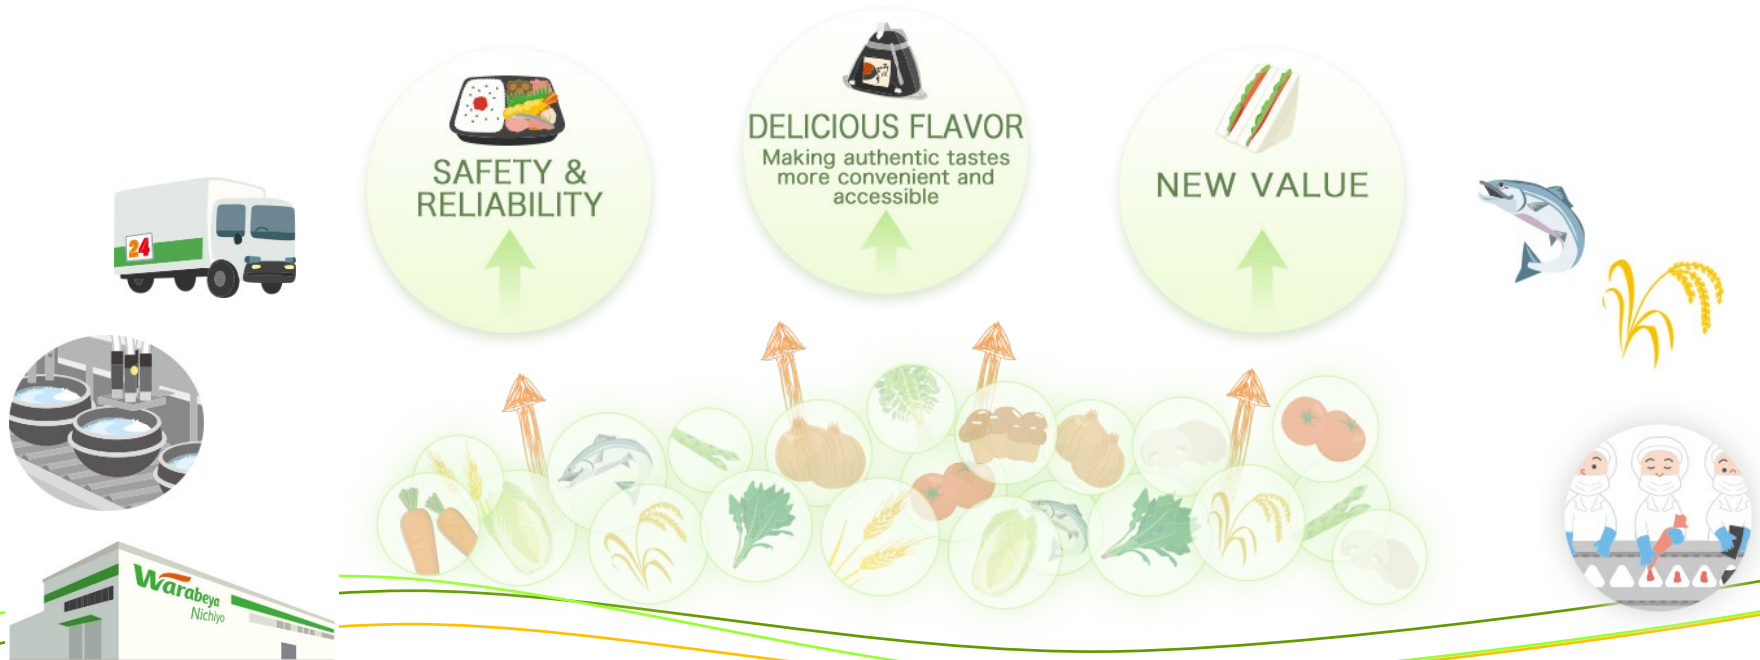 DELICIOUS FLAVOR
Making authentic tastes
more convenient and
accessible
SAFETY &
RELIABILITY
NEW VALUE
24
Warabeya
Nichiyo